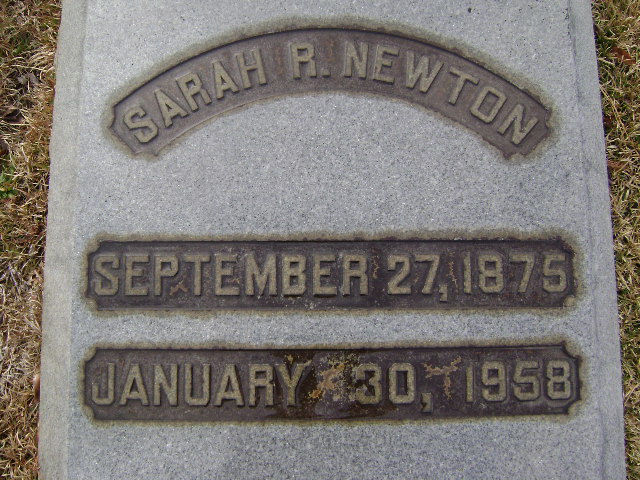 SARAH R. NEWTON
SEPTEMBER 27, 1875
JANUARY 30, 1958